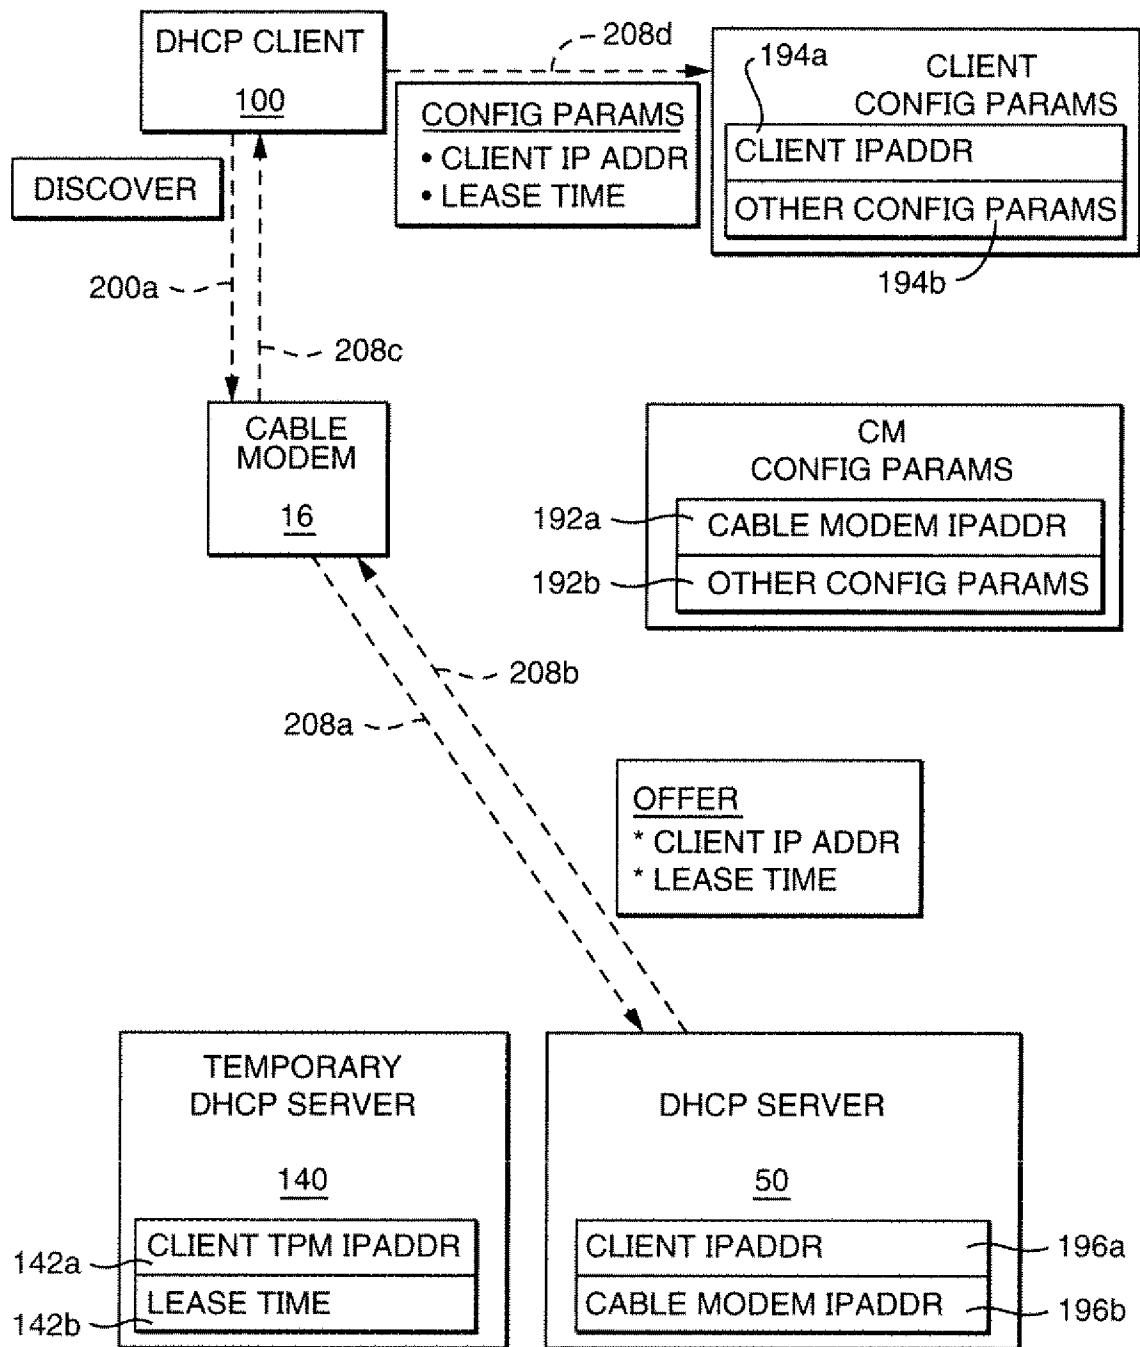 DHCP CLIENT
100
208d
CONFIG PARAMS
• CLIENT IP ADDR
• LEASE TIME
194a
CLIENT
CONFIG PARAMS
CLIENT IPADDR
OTHER CONFIG PARAMS
194b
DISCOVER
200a
208c
CABLE
MODEM
16
CM
CONFIG PARAMS
192a
CABLE MODEM IPADDR
192b
OTHER CONFIG PARAMS
208b
208a
OFFER
* CLIENT IP ADDR
* LEASE TIME
TEMPORARY
DHCP SERVER
140
142a
CLIENT TPM IPADDR
142b
LEASE TIME
DHCP SERVER
50
CLIENT IPADDR
196a
CABLE MODEM IPADDR
196b